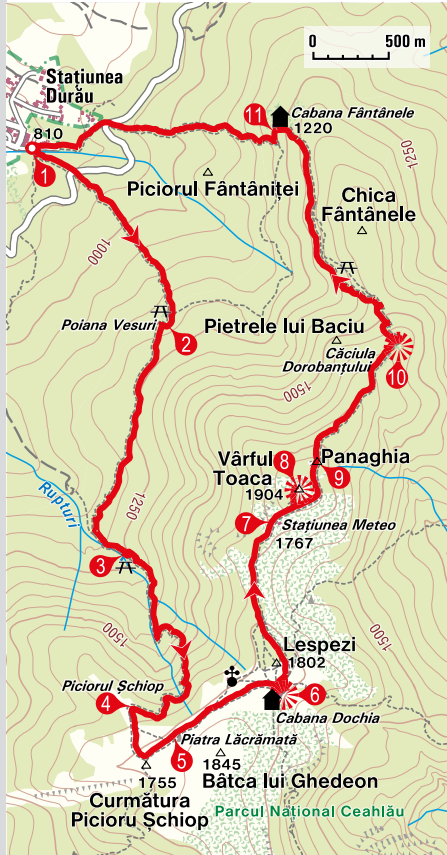 0 500 m
Stațiunea
Durău
810
1
11
Cabana Fântânele
1220
1250
Piciorul Fântâniței
Chica
Fântânele
1000
Poiana Vesuri
2
Pietrele lui Baciu
Căciula
Dorobanțului
10
1500
Vârful
Toaca
1904
8
Panaghia
9
Rupturi
1250
7
Stațiunea Meteo
1767
3
1500
1250
Lespezi
1802
Piciorul Șchiop
4
6
Cabana Dochia
Piatra Lăcrămată
5
1845
1755
Bâtca lui Ghedeon
Curmătura
Picioru Șchiop
Parcul Național Ceahlău